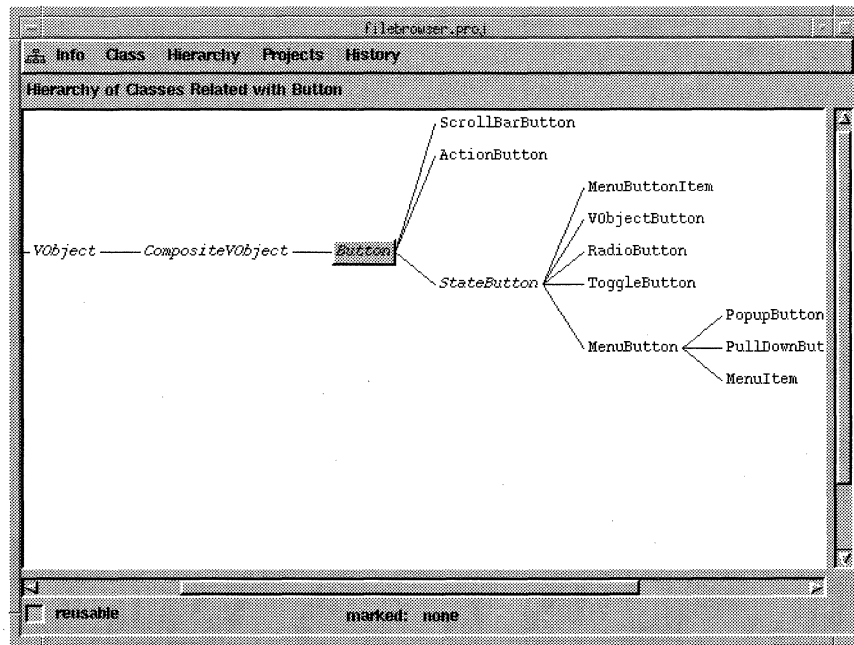 filebrowser.proj
Info Class Hierarchy Projects History
Hierarchy of Classes Related with Button
ScrollBarButton
ActionButton
MenuButtonItem
VObjectButton
VObject CompositeVObject Button RadioButton
StateButton ToggleButton
PopupButton
MenuButton PullDownBut
MenuItem
reusable marked: none